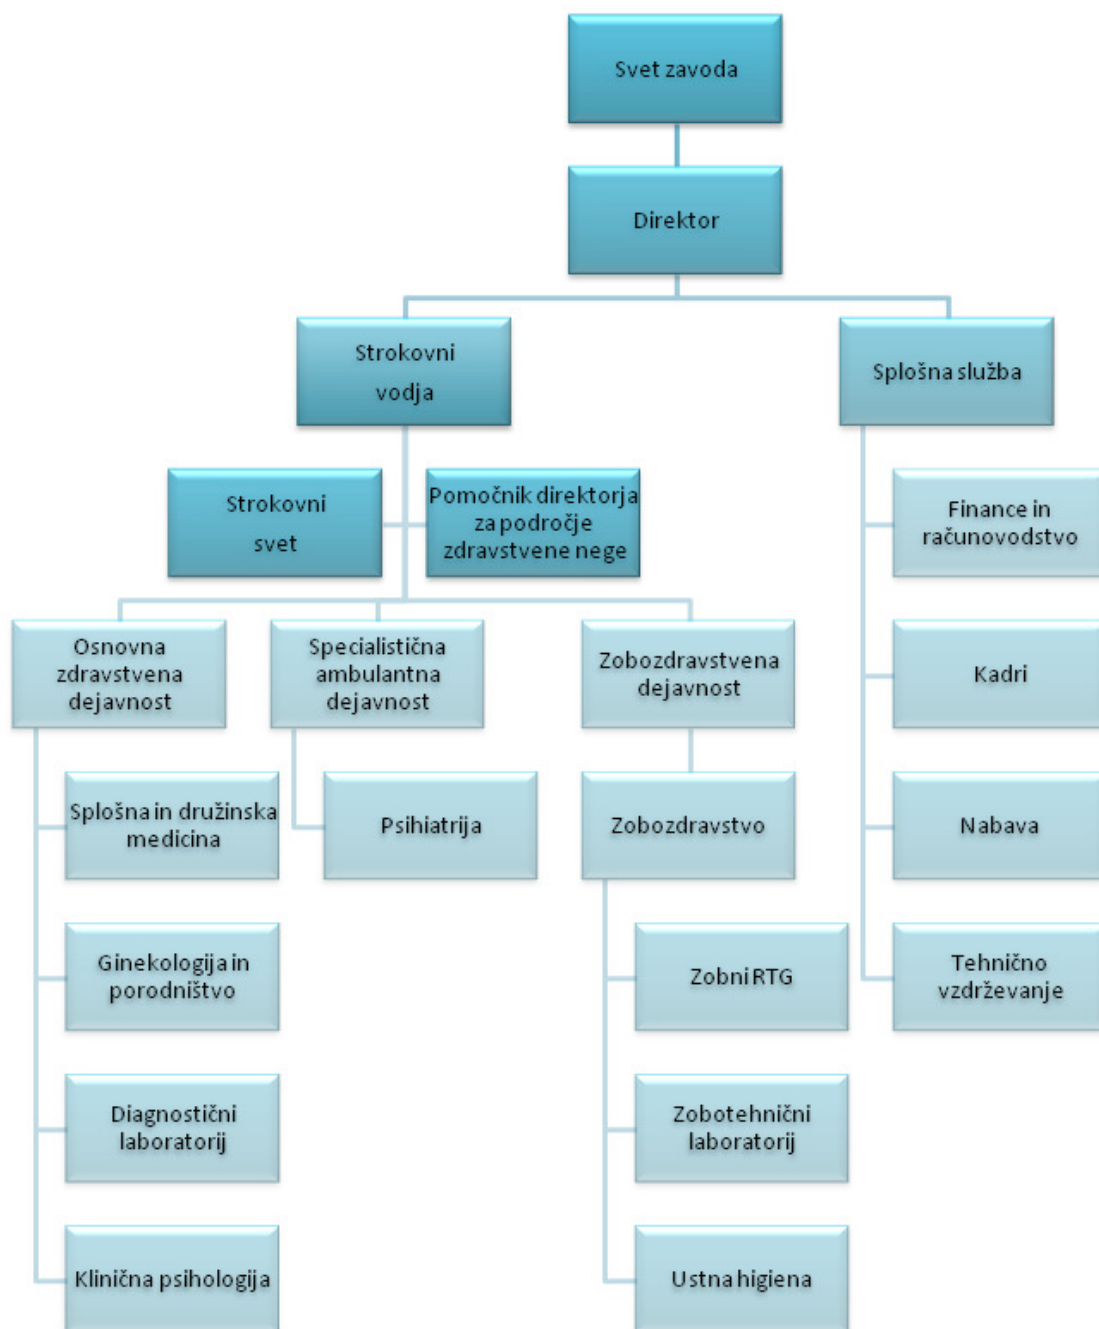 Svet zavoda
Direktor
Strokovni
vodja
Splošna služba
Strokovni
svet
Pomočnik direktorja
za področje
zdravstvene nege
Finance in
računovodstvo
Osnovna
zdravstvena
dejavnost
Specialistična
ambulantna
dejavnost
Zobozdravstvena
dejavnost
Kadri
Splošna in družinska
medicina
Psihiatrija
Zobozdravstvo
Nabava
Ginekologija in
porodništvo
Zobni RTG
Tehnično
vzdrževanje
Diagnostični
laboratorij
Zobotehnični
laboratorij
Klinična psihologija
Ustna higiena